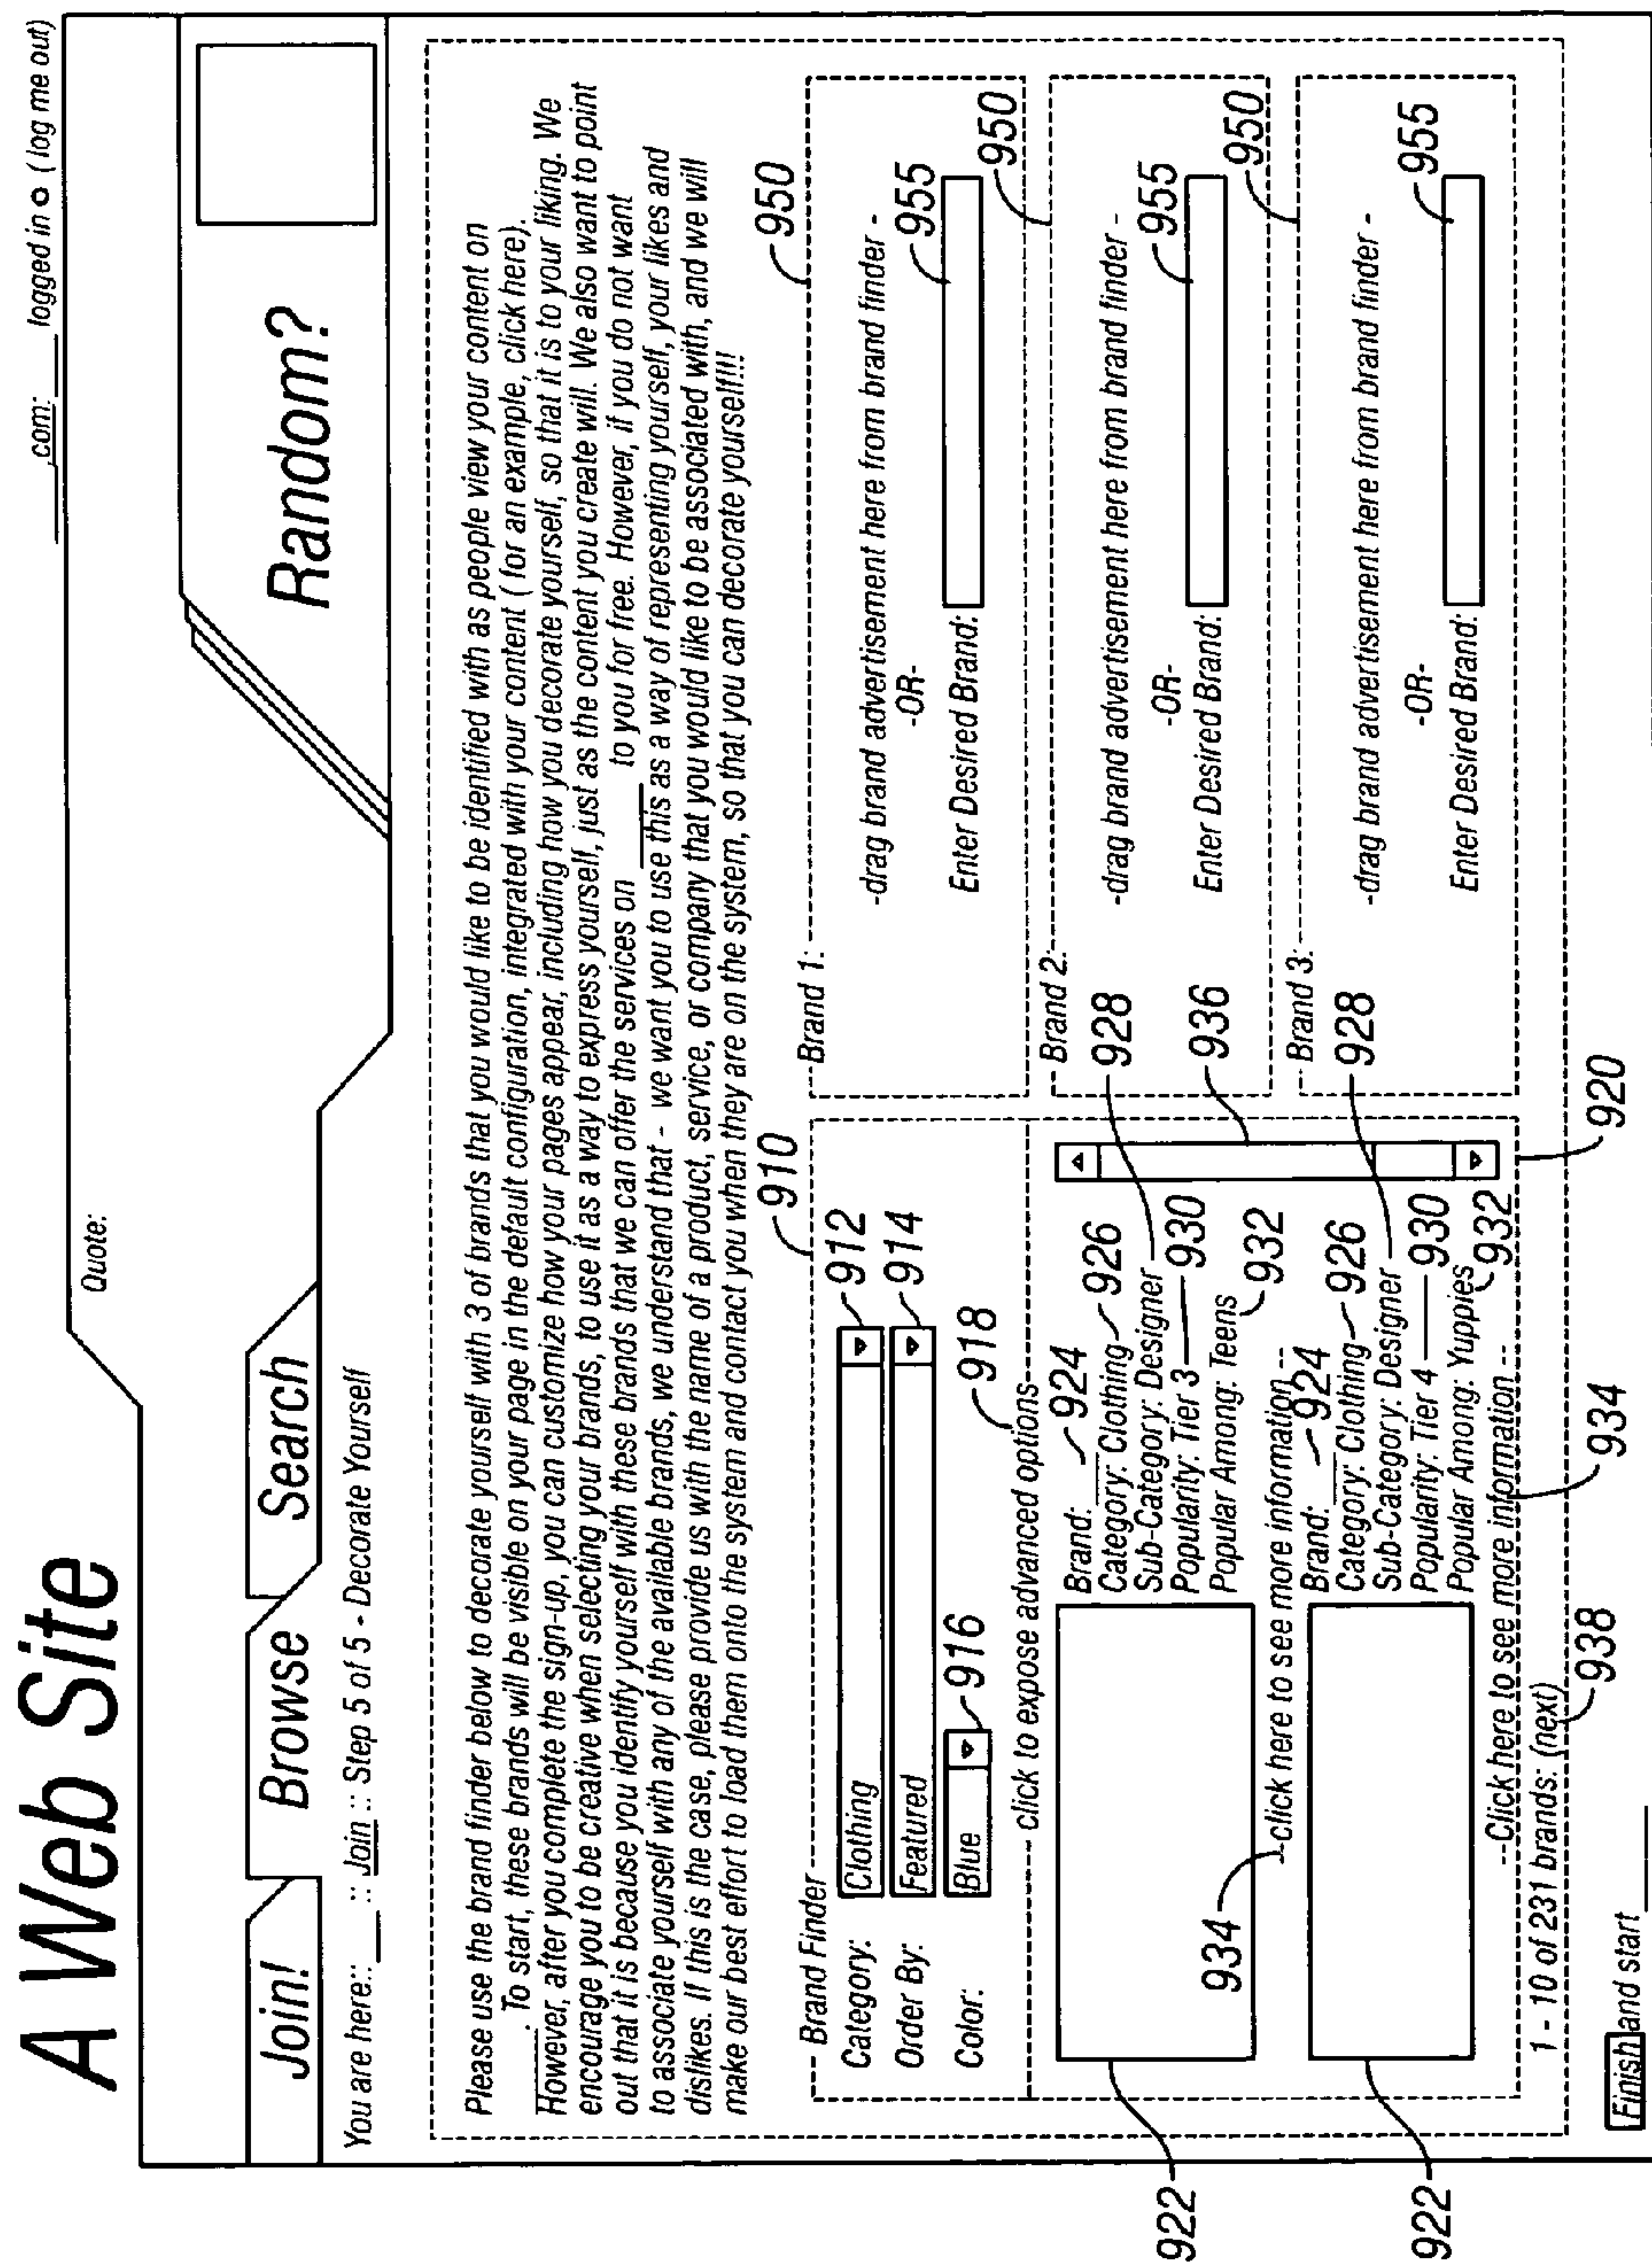 A Web Site
.com: ___ logged in o ( log me out)
Quote:
Join!
Browse
Search
Random?
You are here:: ___ :: Join :: Step 5 of 5 - Decorate Yourself
Please use the brand finder below to decorate yourself with 3 of brands that you would like to be identified with as people view your content on
___. To start, these brands will be visible on your page in the default configuration, integrated with your content ( for an example, click here).
However, after you complete the sign-up, you can customize how your pages appear, including how you decorate yourself, so that it is to your liking. We
encourage you to be creative when selecting your brands, to use it as a way to express yourself, just as the content you create will. We also want to point
out that it is because you identify yourself with these brands that we can offer the services on ___ to you for free. However, if you do not want
to associate yourself with any of the available brands, we understand that - we want you to use this as a way of representing yourself, your likes and
dislikes. If this is the case, please provide us with the name of a product, service, or company that you would like to be associated with, and we will
make our best effort to load them onto the system and contact you when they are on the system, so that you can decorate yourself!!!
910
Brand Finder
Category: Clothing 912
Order By: Featured 914
Color: Blue 916
918
click to expose advanced options
922
Brand: ___ 924
Category: Clothing 926
Sub-Category: Designer 928
Popularity: Tier 3 930
Popular Among: Teens 932
934 --click here to see more information --
936
922
Brand: ___ 924
Category: Clothing 926
Sub-Category: Designer 928
Popularity: Tier 4 930
Popular Among: Yuppies 932
--Click here to see more information -- 934
1 - 10 of 231 brands: (next) 938
920
Brand 1: 950
-drag brand advertisement here from brand finder -
-OR-
Enter Desired Brand: 955
Brand 2: 950
-drag brand advertisement here from brand finder -
-OR-
Enter Desired Brand: 955
Brand 3: 950
-drag brand advertisement here from brand finder -
-OR-
Enter Desired Brand: 955
Finish and start ___